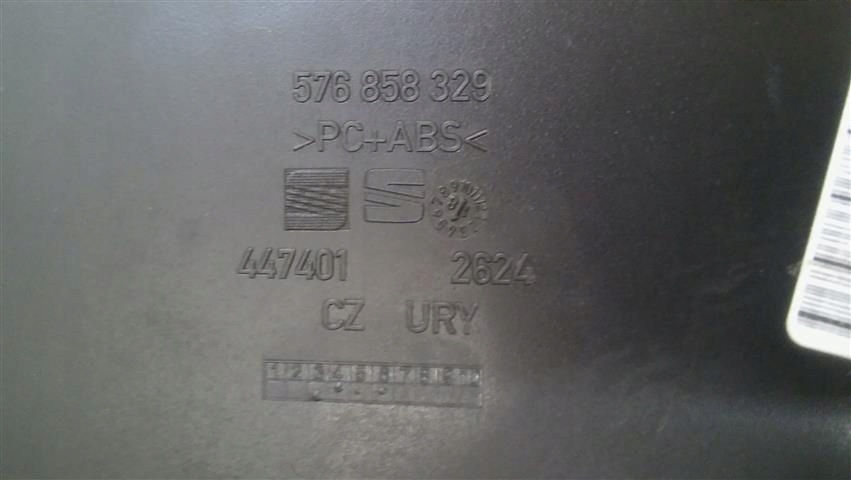 576 858 329
>PC+ABS<
447401 2624
CZ URY